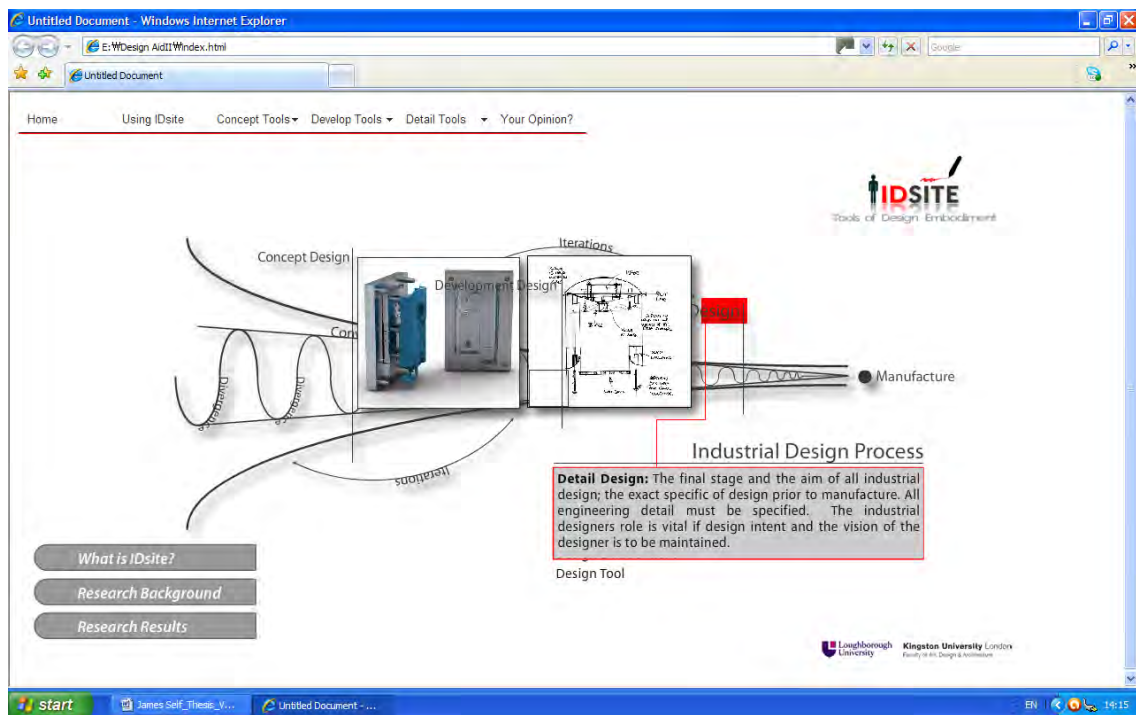 Untitled Document - Windows Internet Explorer
E:₩Design AidII₩index.html
Google
Untitled Document
»
Home Using IDsite Concept Tools Develop Tools Detail Tools Your Opinion?
IDSITE
Tools of Design Embodiment
Iterations
Concept Design
Development Design
Design
Divergence
Divergence
Manufacture
Iterations
Industrial Design Process
Detail Design: The final stage and the aim of all industrial
design; the exact specific of design prior to manufacture. All
engineering detail must be specified. The industrial
designers role is vital if design intent and the vision of the
designer is to be maintained.
Design Tool
What is IDsite?
Research Background
Research Results
Loughborough
University
Kingston University London
Faculty of Art, Design & Architecture
start
James Self_Thesis_V...
Untitled Document - ...
EN
14:15